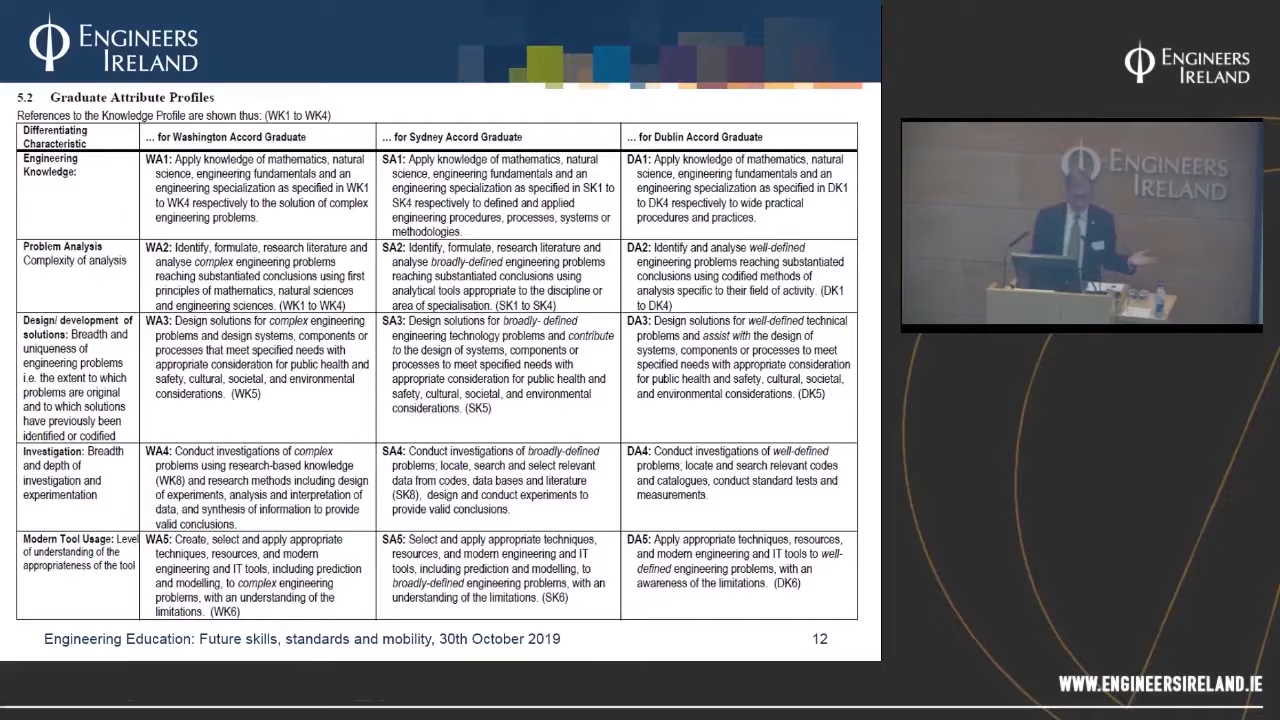 ENGINEERS
IRELAND
5.2 Graduate Attribute Profiles
References to the Knowledge Profile are shown thus: (WK1 to WK4)
Differentiating
Characteristic
… for Washington Accord Graduate
… for Sydney Accord Graduate
… for Dublin Accord Graduate
Engineering
Knowledge:
WA1: Apply knowledge of mathematics, natural
science, engineering fundamentals and an
engineering specialization as specified in WK1
to WK4 respectively to the solution of complex
engineering problems.
SA1: Apply knowledge of mathematics, natural
science, engineering fundamentals and an
engineering specialization as specified in SK1 to
SK4 respectively to defined and applied
engineering procedures, processes, systems or
methodologies.
DA1: Apply knowledge of mathematics, natural
science, engineering fundamentals and an
engineering specialization as specified in DK1
to DK4 respectively to wide practical
procedures and practices.
Problem Analysis
Complexity of analysis
WA2: Identify, formulate, research literature and
analyse complex engineering problems
reaching substantiated conclusions using first
principles of mathematics, natural sciences
and engineering sciences. (WK1 to WK4)
SA2: Identify, formulate, research literature and
analyse broadly-defined engineering problems
reaching substantiated conclusions using
analytical tools appropriate to the discipline or
area of specialisation. (SK1 to SK4)
DA2: Identify and analyse well-defined
engineering problems reaching substantiated
conclusions using codified methods of
analysis specific to their field of activity. (DK1
to DK4)
Design/ development of
solutions: Breadth and
uniqueness of
engineering problems
i.e. the extent to which
problems are original
and to which solutions
have previously been
identified or codified
WA3: Design solutions for complex engineering
problems and design systems, components or
processes that meet specified needs with
appropriate consideration for public health and
safety, cultural, societal, and environmental
considerations. (WK5)
SA3: Design solutions for broadly- defined
engineering technology problems and contribute
to the design of systems, components or
processes to meet specified needs with
appropriate consideration for public health and
safety, cultural, societal, and environmental
considerations. (SK5)
DA3: Design solutions for well-defined technical
problems and assist with the design of
systems, components or processes to meet
specified needs with appropriate consideration
for public health and safety, cultural, societal,
and environmental considerations. (DK5)
Investigation: Breadth
and depth of
investigation and
experimentation
WA4: Conduct investigations of complex
problems using research-based knowledge
(WK8) and research methods including design
of experiments, analysis and interpretation of
data, and synthesis of information to provide
valid conclusions.
SA4: Conduct investigations of broadly-defined
problems; locate, search and select relevant
data from codes, data bases and literature
(SK8), design and conduct experiments to
provide valid conclusions.
DA4: Conduct investigations of well-defined
problems; locate and search relevant codes
and catalogues, conduct standard tests and
measurements.
Modern Tool Usage: Level
of understanding of the
appropriateness of the tool
WA5: Create, select and apply appropriate
techniques, resources, and modern
engineering and IT tools, including prediction
and modelling, to complex engineering
problems, with an understanding of the
limitations. (WK6)
SA5: Select and apply appropriate techniques,
resources, and modern engineering and IT
tools, including prediction and modelling, to
broadly-defined engineering problems, with an
understanding of the limitations. (SK6)
DA5: Apply appropriate techniques, resources,
and modern engineering and IT tools to well-
defined engineering problems, with an
awareness of the limitations. (DK6)
Engineering Education: Future skills, standards and mobility, 30th October 2019
12
ENGINEERS
IRELAND
ENGINEERS
IRELAND
WWW.ENGINEERSIRELAND.IE